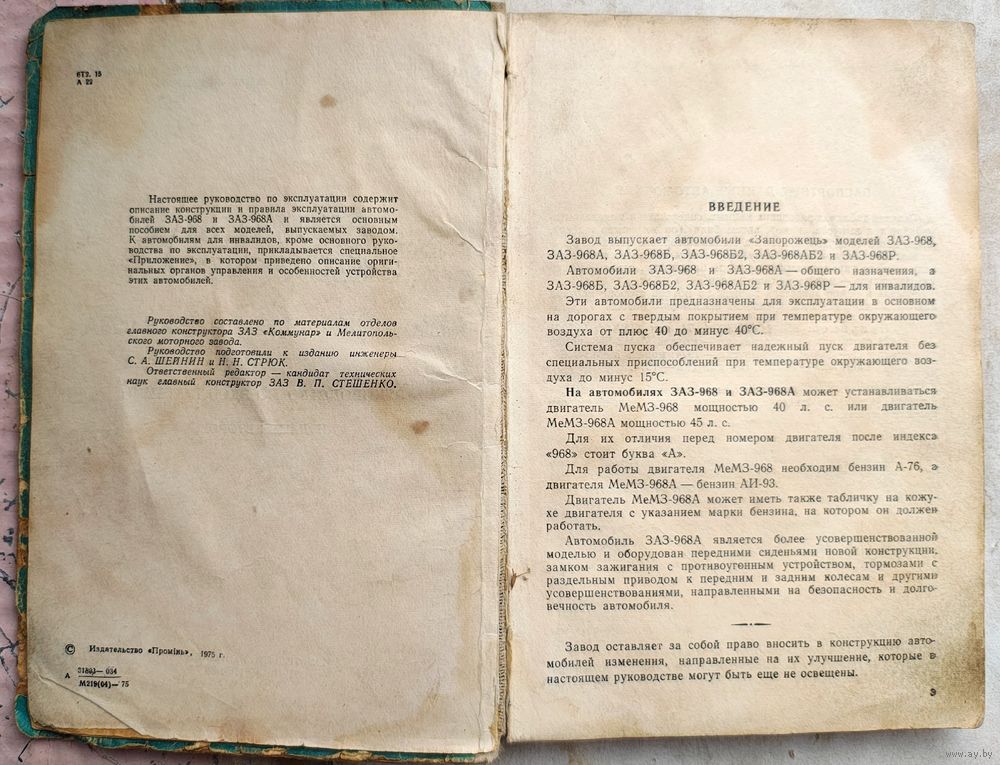 6Т2. 15
А 22
Настоящее руководство по эксплуатации содержит
описание конструкции и правила эксплуатации автомо-
билей ЗАЗ-968 и ЗАЗ-968А и является основным
пособием для всех моделей, выпускаемых заводом.
К автомобилям для инвалидов, кроме основного руко-
водства по эксплуатации, прикладывается специальное
«Приложение», в котором приведено описание ориги-
нальных органов управления и особенностей устройства
этих автомобилей.
Руководство составлено по материалам отделов
главного конструктора ЗАЗ «Коммунар» и Мелитополь-
ского моторного завода.
Руководство подготовили к изданию инженеры
С. А. ШЕЙНИН и Н. Н. СТРЮК.
Ответственный редактор — кандидат технических
наук главный конструктор ЗАЗ В. П. СТЕШЕНКО.
© Издательство «Промінь», 1975 г.
А 31803—034
М219(04)—75
ВВЕДЕНИЕ
Завод выпускает автомобили «Запорожець» моделей ЗАЗ-968,
ЗАЗ-968А, ЗАЗ-968Б, ЗАЗ-968Б2, ЗАЗ-968АБ2 и ЗАЗ-968Р.
Автомобили ЗАЗ-968 и ЗАЗ-968А — общего назначения, а
ЗАЗ-968Б, ЗАЗ-968Б2, ЗАЗ-968АБ2 и ЗАЗ-968Р — для инвалидов.
Эти автомобили предназначены для эксплуатации в основном
на дорогах с твердым покрытием при температуре окружающего
воздуха от плюс 40 до минус 40°С.
Система пуска обеспечивает надежный пуск двигателя без
специальных приспособлений при температуре окружающего воз-
духа до минус 15°С.
На автомобилях ЗАЗ-968 и ЗАЗ-968А может устанавливаться
двигатель МеМЗ-968 мощностью 40 л. с. или двигатель
МеМЗ-968А мощностью 45 л. с.
Для их отличия перед номером двигателя после индекса
«968» стоит буква «А».
Для работы двигателя МеМЗ-968 необходим бензин А-76, а
двигателя МеМЗ-968А — бензин АИ-93.
Двигатель МеМЗ-968А может иметь также табличку на кожу-
хе двигателя с указанием марки бензина, на котором он должен
работать.
Автомобиль ЗАЗ-968А является более усовершенствованной
моделью и оборудован передними сиденьями новой конструкции,
замком зажигания с противоугенным устройством, тормозами с
раздельным приводом к передним и задним колесам и другими
усовершенствованиями, направленными на безопасность и долго-
вечность автомобиля.
Завод оставляет за собой право вносить в конструкцию авто-
мобилей изменения, направленные на их улучшение, которые в
настоящем руководстве могут быть еще не освещены.
3
www.ay.by